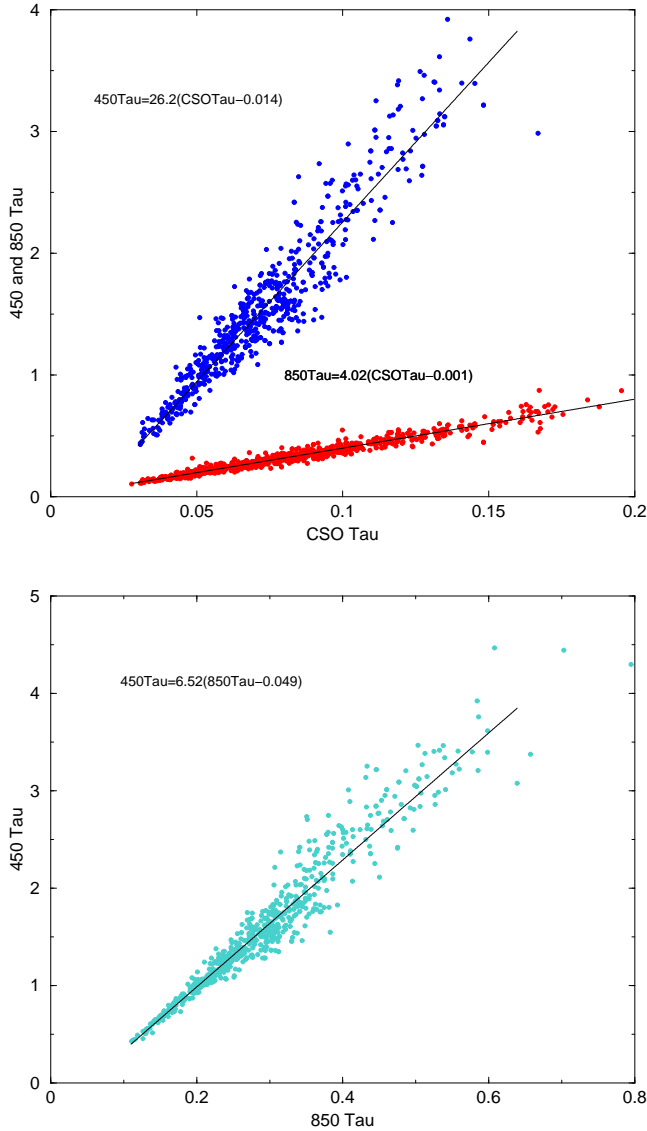 4
450Tau=26.2(CSOTau−0.014)
3
450 and 850 Tau
2
850Tau=4.02(CSOTau−0.001)
1
0
0 0.05 0.1 0.15 0.2
CSO Tau
5
4
450Tau=6.52(850Tau−0.049)
3
450 Tau
2
1
0
0 0.2 0.4 0.6 0.8
850 Tau